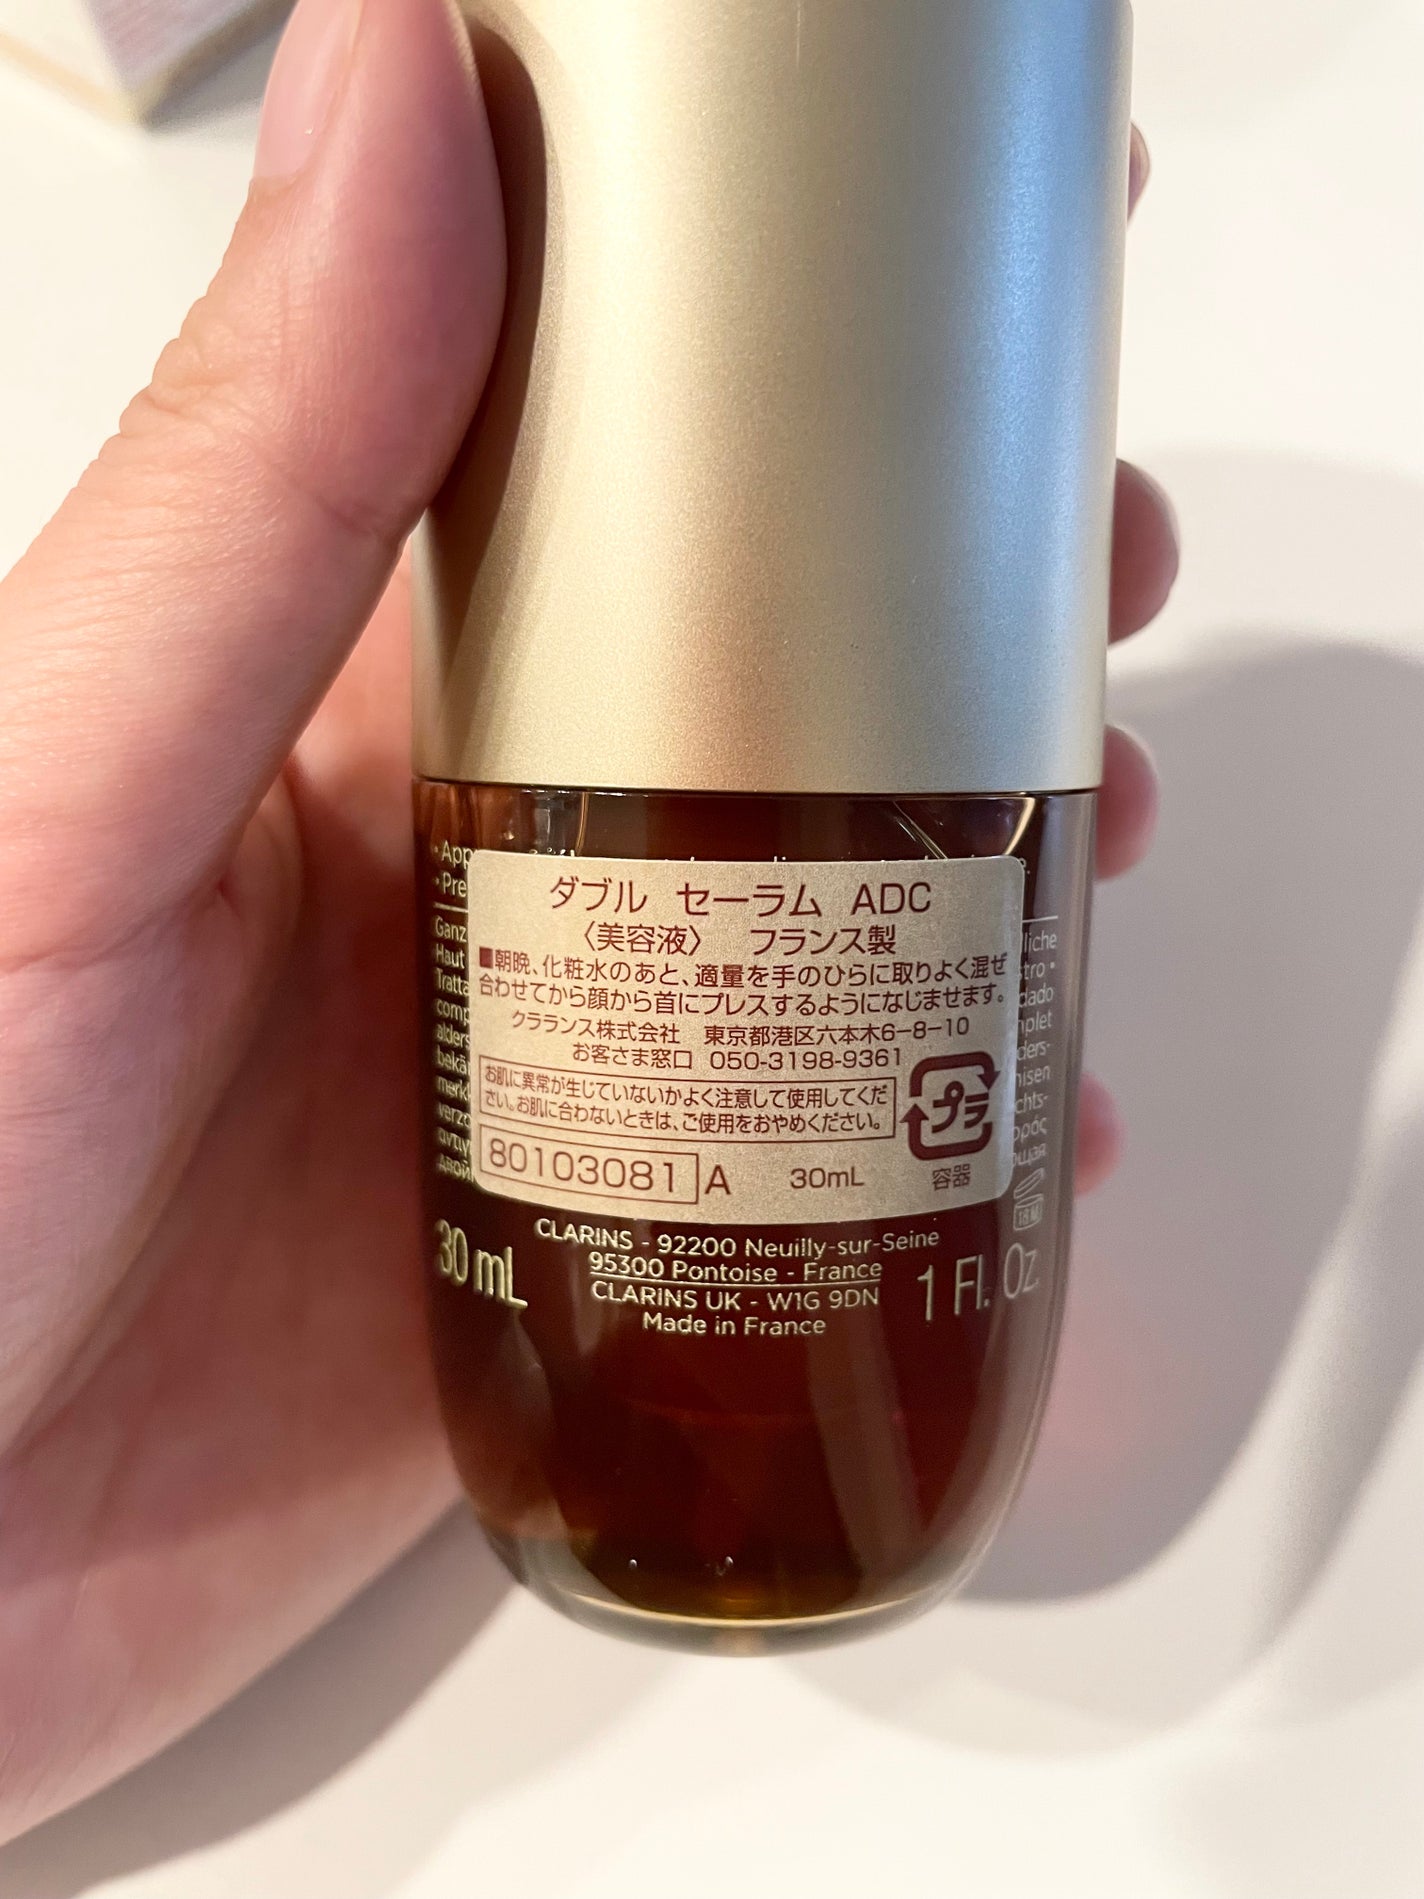 ダブル セーラム ADC
〈美容液〉 フランス製
■朝晩、化粧水のあと、適量を手のひらに取りよく混ぜ
合わせてから顔から首にプレスするようになじませます。
クラランス株式会社 東京都港区六本木6-8-10
お客さま窓口 050-3198-9361
お肌に異常が生じていないかよく注意して使用してくだ
さい。お肌に合わないときは、ご使用をおやめください。
プラ
容器
80103081 A 30mL
30 mL
CLARINS - 92200 Neuilly-sur-Seine
95300 Pontoise - France
CLARINS UK - W1G 9DN
Made in France
1 Fl. Oz.